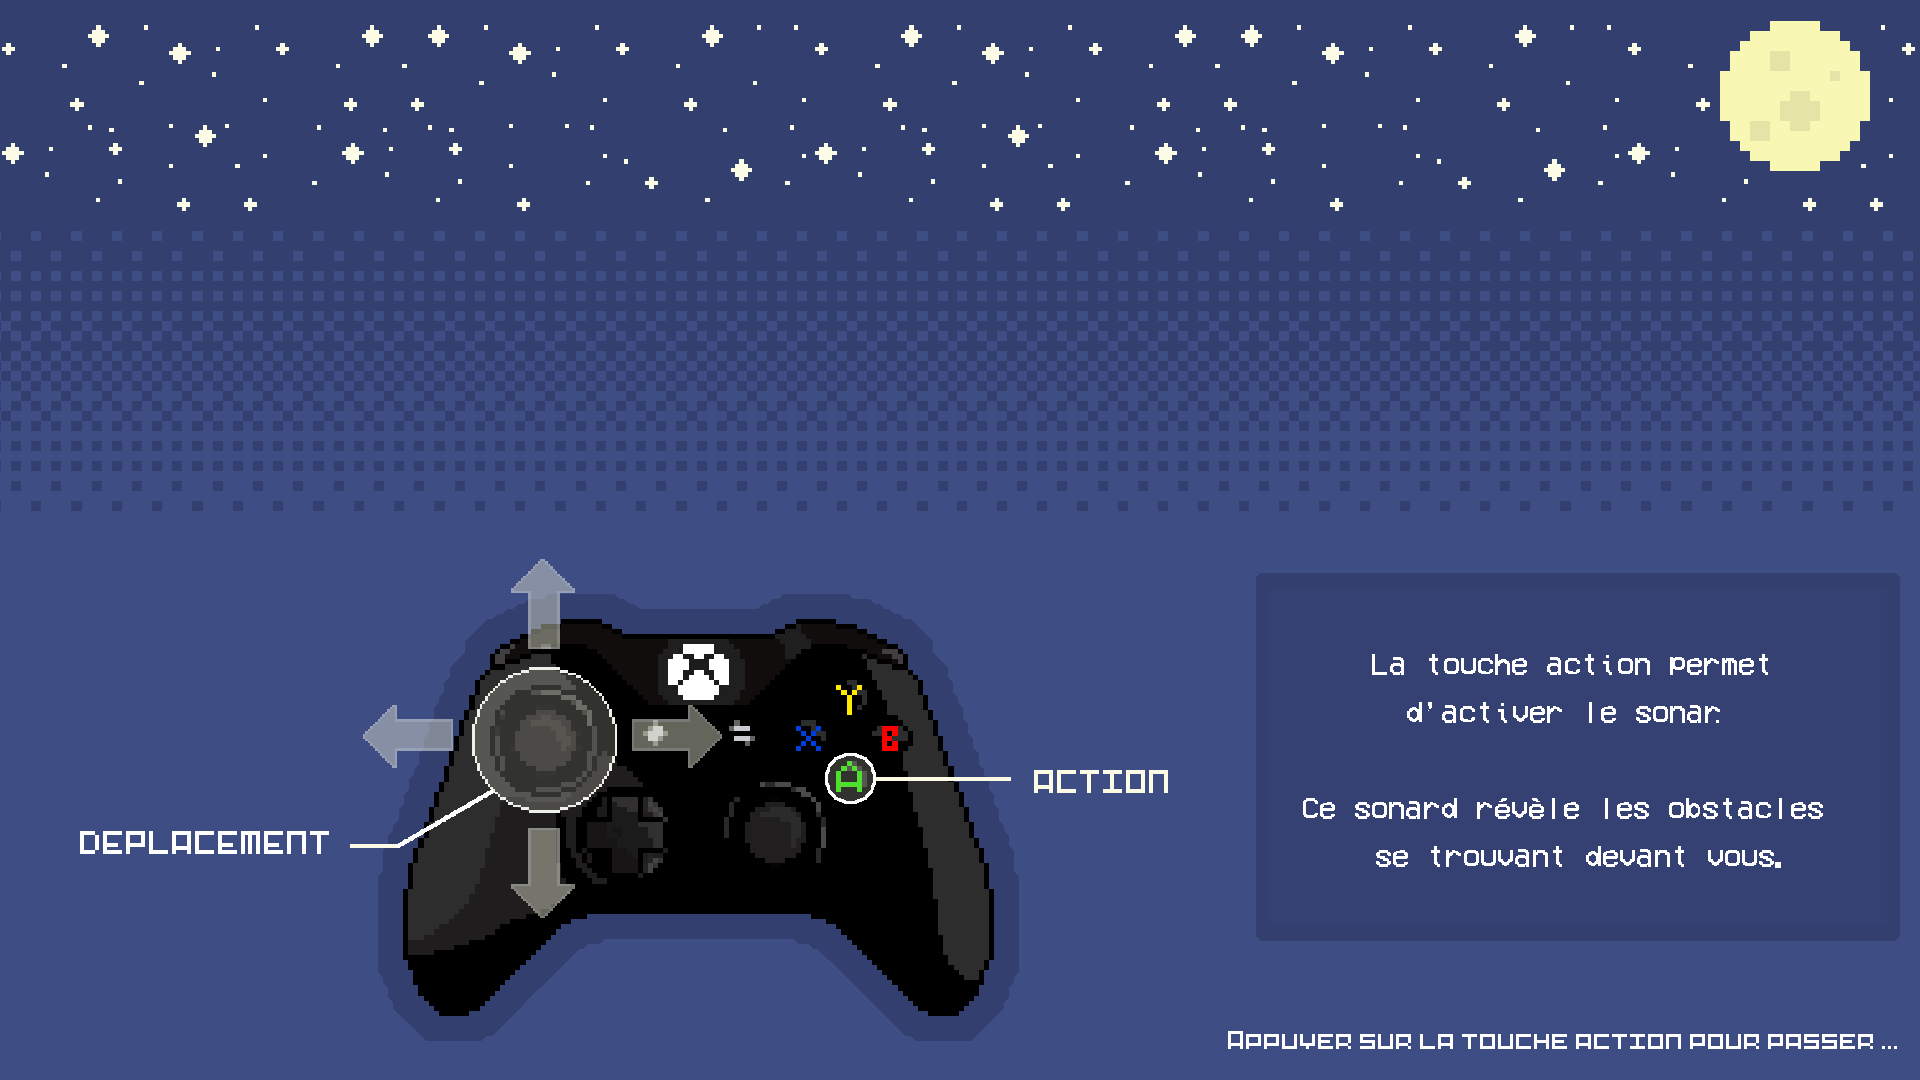 Y
X
B
A
ACTION
DEPLACEMENT
La touche action permet
d'activer le sonar.
Ce sonard révèle les obstacles
se trouvant devant vous.
APPUYER SUR LA TOUCHE ACTION POUR PASSER ...